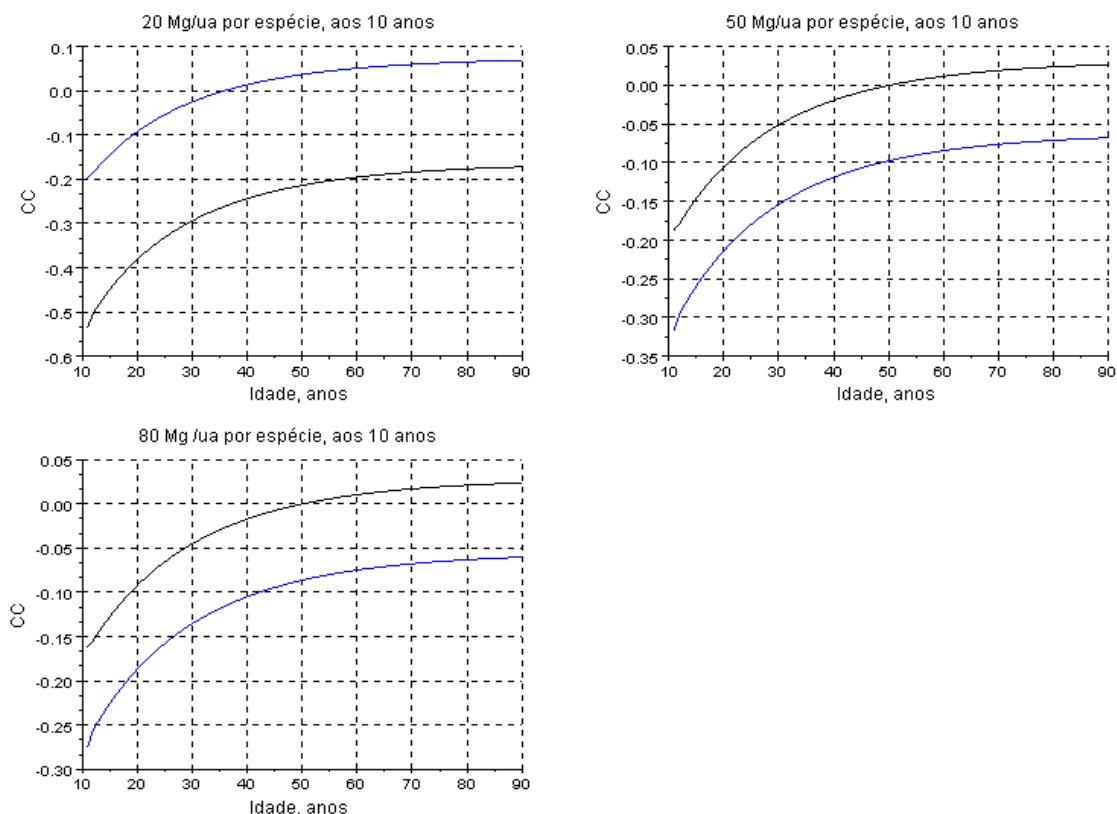 20 Mg/ua por espécie, aos 10 anos
0.1
0.0
-0.1
-0.2
-0.3
-0.4
-0.5
-0.6
CC
10 20 30 40 50 60 70 80 90
Idade, anos
50 Mg/ua por espécie, aos 10 anos
0.05
0.00
-0.05
-0.10
-0.15
-0.20
-0.25
-0.30
-0.35
CC
10 20 30 40 50 60 70 80 90
Idade, anos
80 Mg /ua por espécie, aos 10 anos
0.05
0.00
-0.05
-0.10
-0.15
-0.20
-0.25
-0.30
CC
10 20 30 40 50 60 70 80 90
Idade, anos